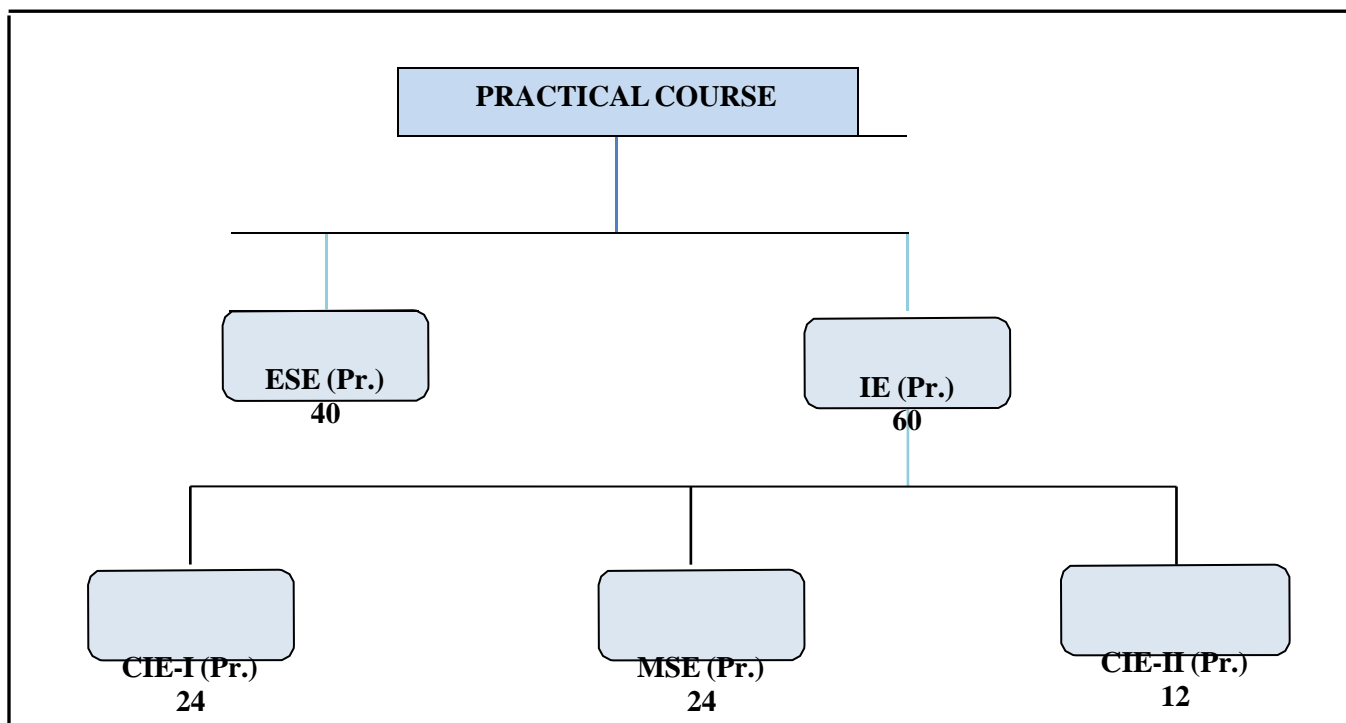 PRACTICAL COURSE
ESE (Pr.)
40
IE (Pr.)
60
CIE-I (Pr.)
24
MSE (Pr.)
24
CIE-II (Pr.)
12